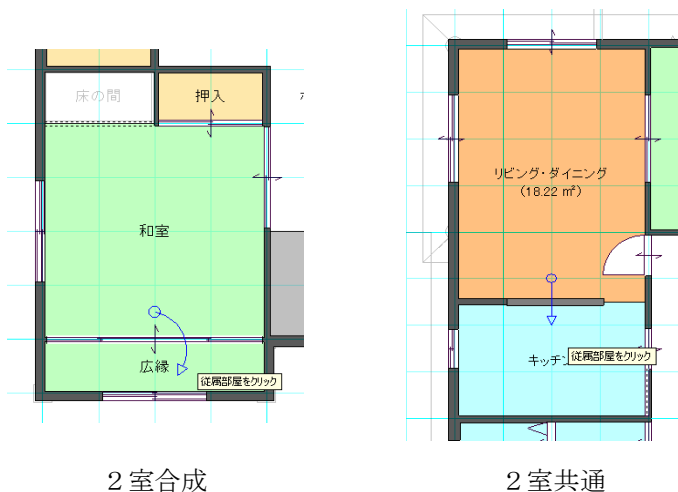 床の間
押入
和室
広縁
従属部屋をクリック
リビング・ダイニング
(18.22 ㎡)
キッチン
従属部屋をクリック
２室合成
２室共通